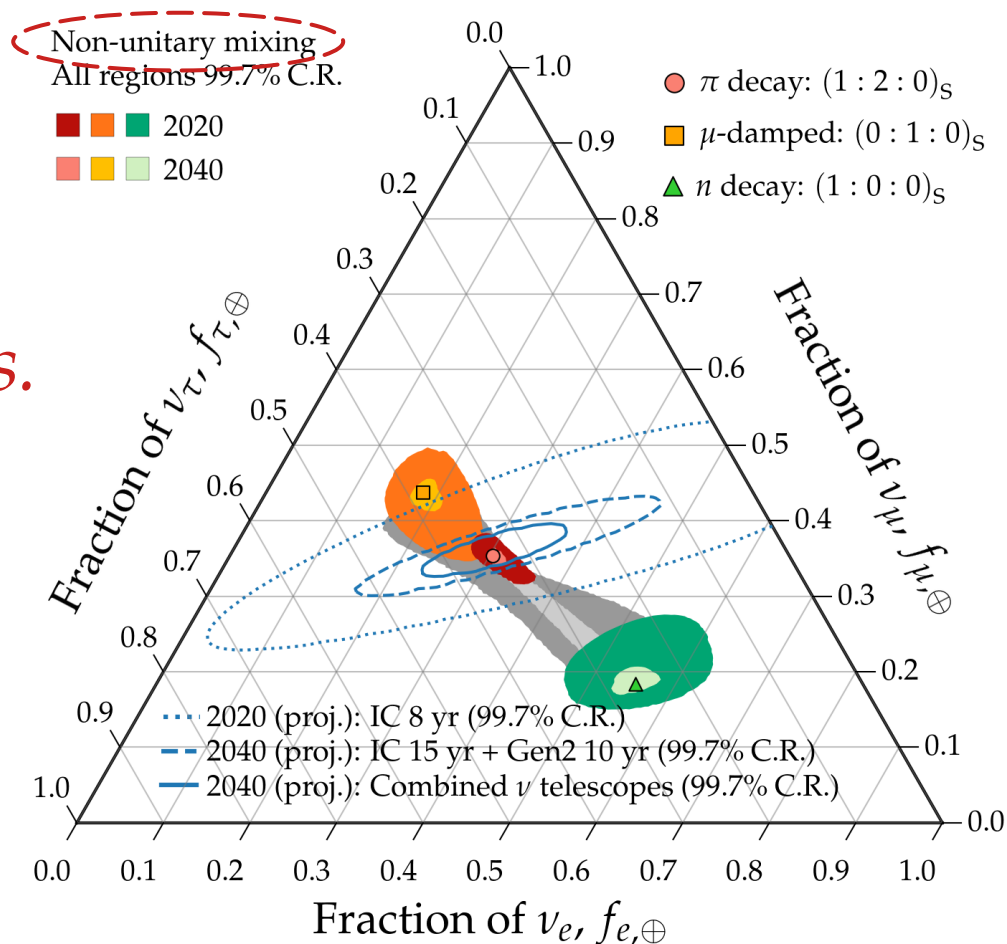 Non-unitary mixing
All regions 99.7% C.R.
2020
2040
π decay: (1 : 2 : 0)S
μ-damped: (0 : 1 : 0)S
n decay: (1 : 0 : 0)S
s.
Fraction of ντ, fτ,⊕
0.0
0.1
0.2
0.3
0.4
0.5
0.6
0.7
0.8
0.9
1.0
Fraction of νμ, fμ,⊕
1.0
0.9
0.8
0.7
0.6
0.5
0.4
0.3
0.2
0.1
0.0
2020 (proj.): IC 8 yr (99.7% C.R.)
2040 (proj.): IC 15 yr + Gen2 10 yr (99.7% C.R.)
2040 (proj.): Combined ν telescopes (99.7% C.R.)
0.0 0.1 0.2 0.3 0.4 0.5 0.6 0.7 0.8 0.9 1.0
Fraction of νe, fe,⊕